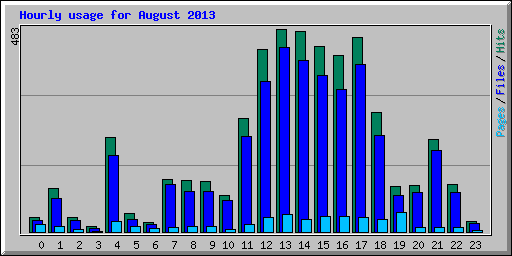 Hourly usage for August 2013
483
Pages / Files / Hits
0 1 2 3 4 5 6 7 8 9 10 11 12 13 14 15 16 17 18 19 20 21 22 23